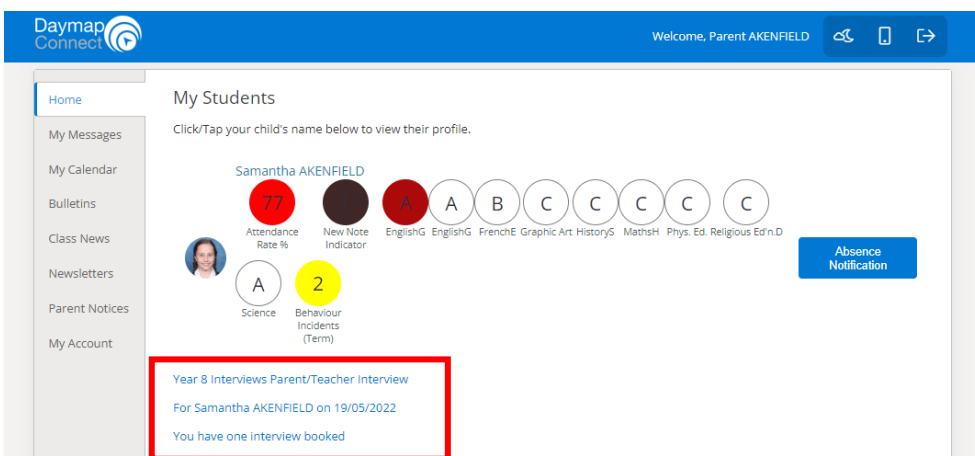 Daymap
Connect
Welcome, Parent AKENFIELD
Home
My Messages
My Calendar
Bulletins
Class News
Newsletters
Parent Notices
My Account
My Students
Click/Tap your child's name below to view their profile.
Samantha AKENFIELD
77
A
A
B
C
C
C
C
C
Attendance
Rate %
New Note
Indicator
EnglishG
EnglishG
FrenchE
Graphic Art
HistoryS
MathsH
Phys. Ed.
Religious Ed'n.D
Absence
Notification
A
2
Science
Behaviour
Incidents
(Term)
Year 8 Interviews Parent/Teacher Interview
For Samantha AKENFIELD on 19/05/2022
You have one interview booked